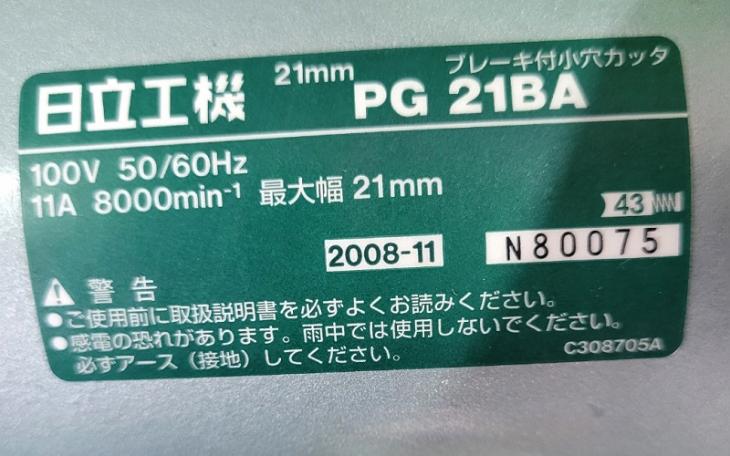 日立工機 21mm PG 21BA ブレーキ付小穴カッタ
100V 50/60Hz
11A 8000min⁻¹ 最大幅 21mm
43
2008-11 N80075
警告
●ご使用前に取扱説明書を必ずよくお読みください。
●感電の恐れがあります。雨中では使用しないでください。
必ずアース（接地）してください。
C308705A